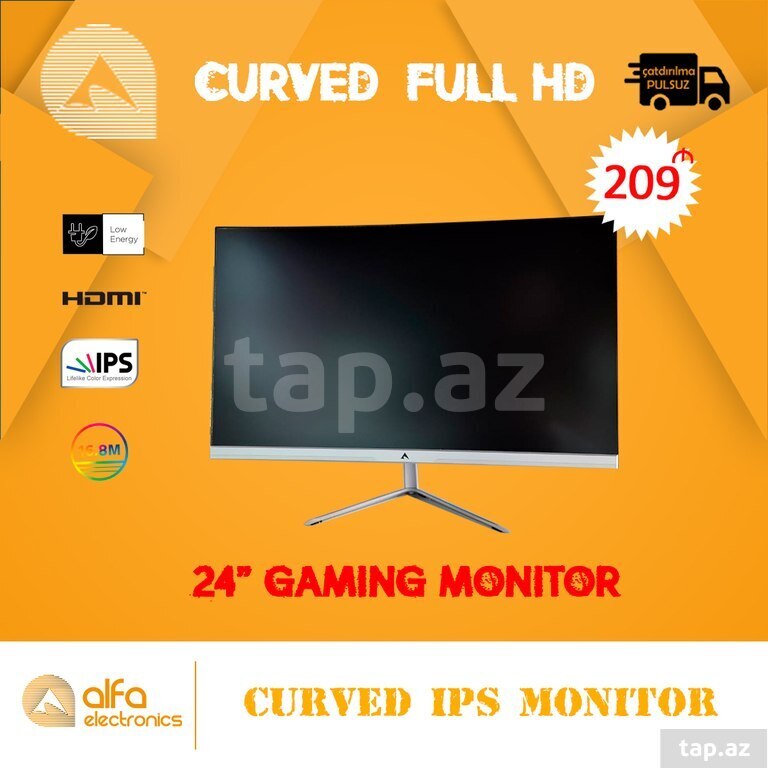 CURVED FULL HD
çatdırılma
PULSUZ
209₼
Low
Energy
HDMI™
IPS
Lifelike Color Expression
16.8M
tap.az
24” GAMING MONITOR
alfa
electronics
CURVED IPS MONITOR
tap.az